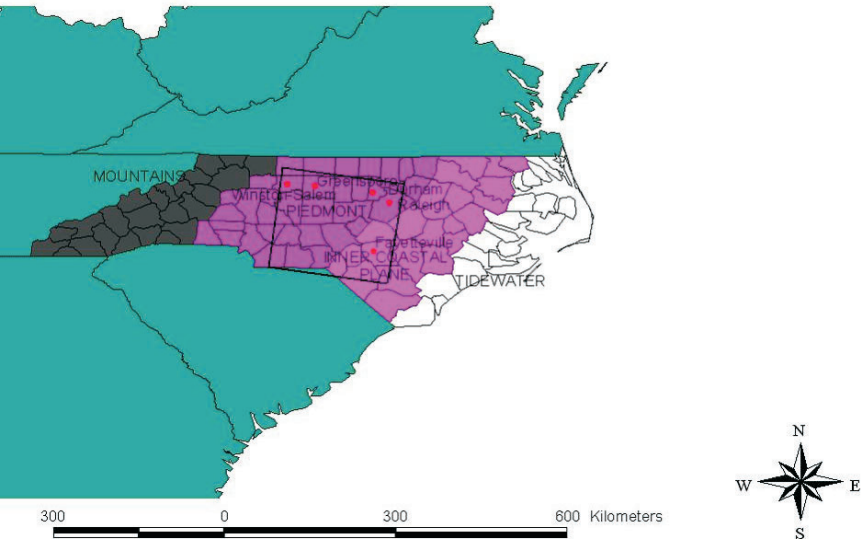 MOUNTAINS
Greensboro
Winston-Salem
Durham
Raleigh
PIEDMONT
Fayetteville
INNER COASTAL
PLANE
TIDEWATER
N
W
E
S
300 0 300 600 Kilometers